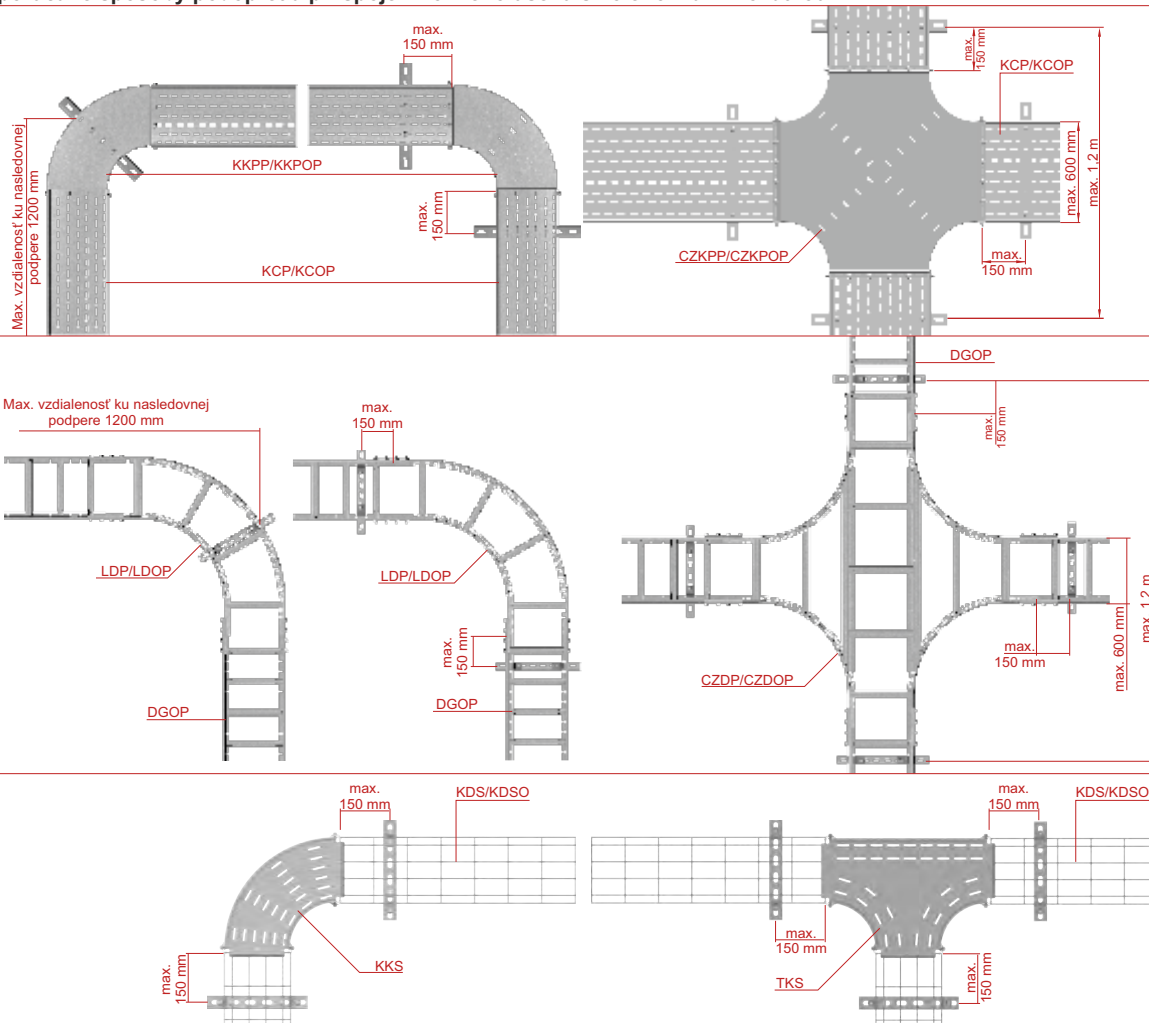 max.
150 mm
Max. vzdialenosť ku nasledovnej
podpere 1200 mm
KKPP/KKPOP
max.
150 mm
KCP/KCOP
max.
150 mm
KCP/KCOP
max. 600 mm
max. 1,2 m
CZKPP/CZKPOP
max.
150 mm
Max. vzdialenosť ku nasledovnej
podpere 1200 mm
LDP/LDOP
DGOP
max.
150 mm
LDP/LDOP
max.
150 mm
DGOP
DGOP
max.
150 mm
max.
150 mm
max. 600 mm
max. 1,2 m
CZDP/CZDOP
max.
150 mm
KDS/KDSO
KKS
max.
150 mm
max.
150 mm
KDS/KDSO
max.
150 mm
TKS
max.
150 mm